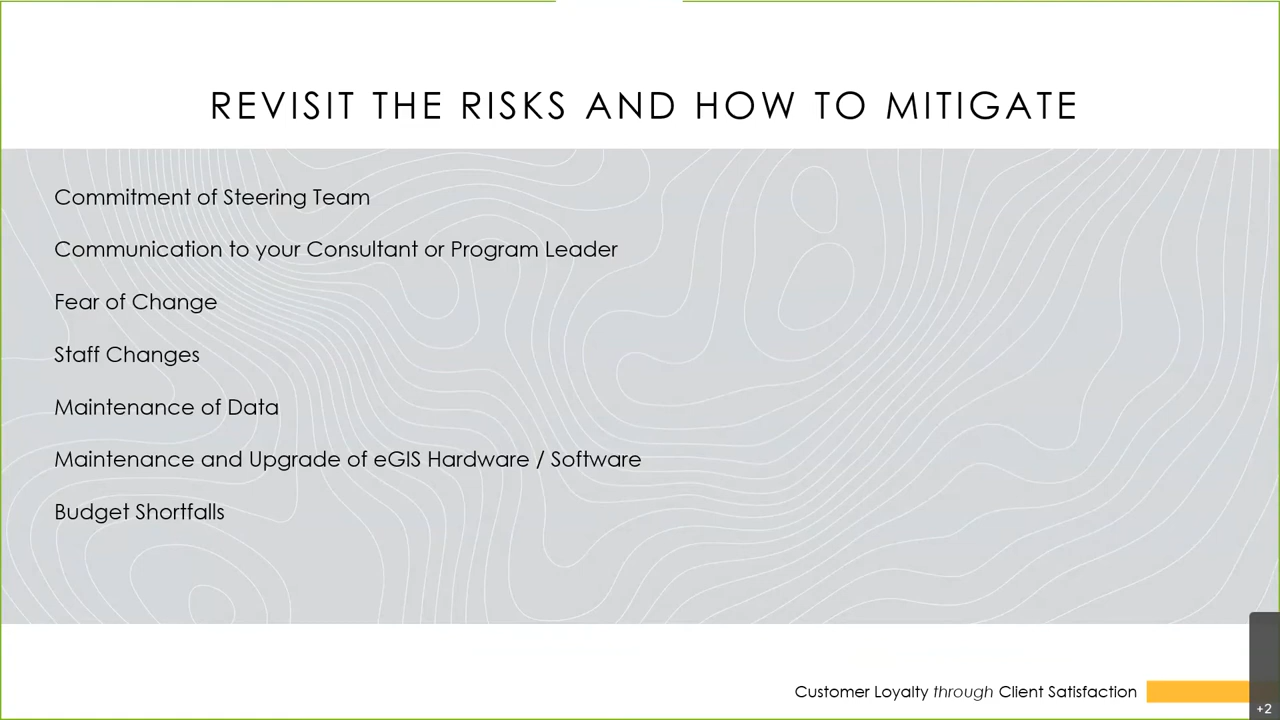 REVISIT THE RISKS AND HOW TO MITIGATE
Commitment of Steering Team
Communication to your Consultant or Program Leader
Fear of Change
Staff Changes
Maintenance of Data
Maintenance and Upgrade of eGIS Hardware / Software
Budget Shortfalls
Customer Loyalty through Client Satisfaction
+2